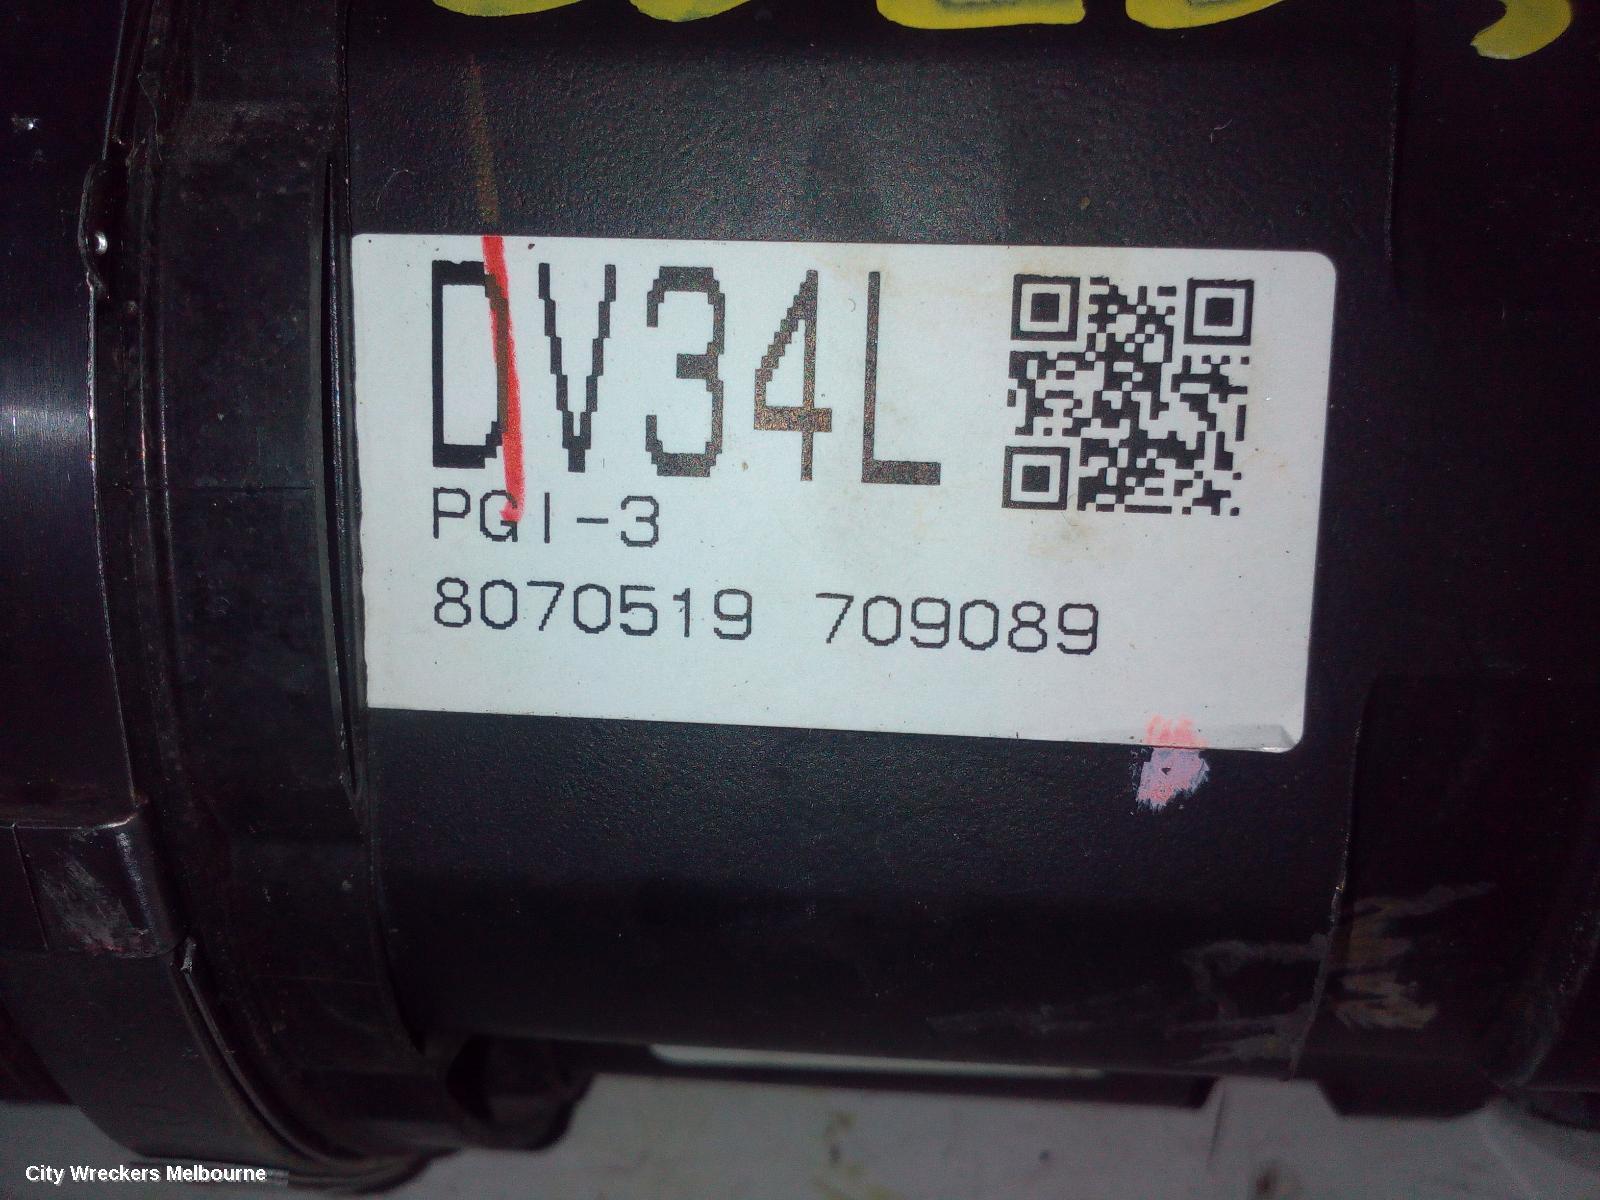 DV34L
PGI-3
8070519 709089
City Wreckers Melbourne